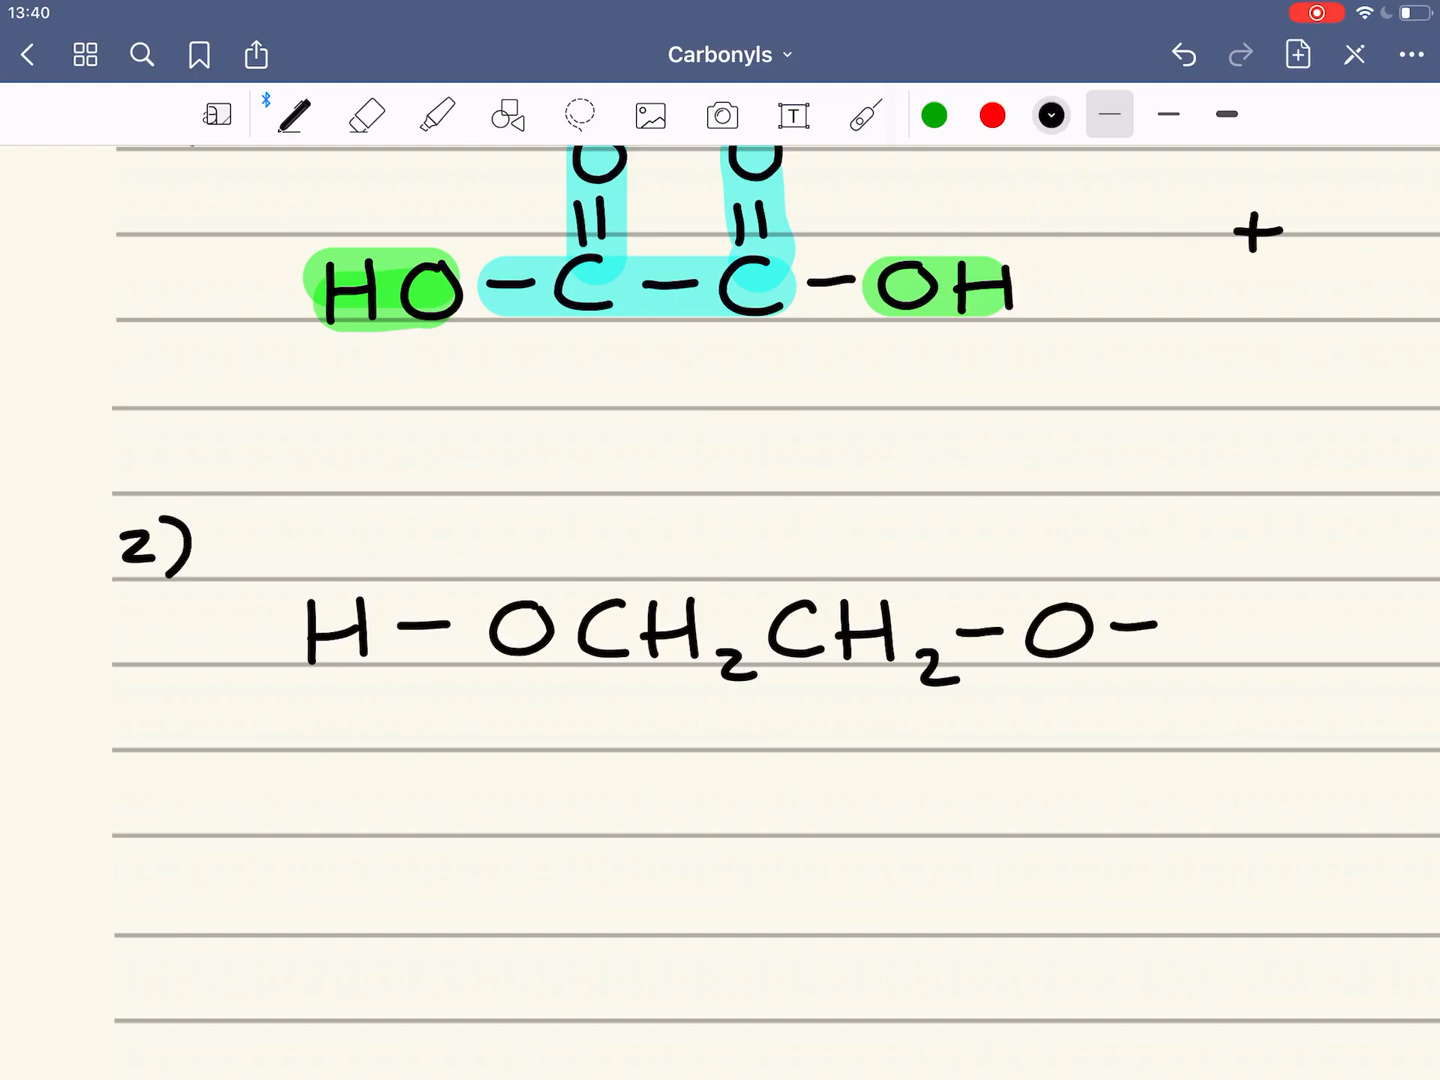 13:40
Carbonyls
T
O O
|| ||
HO - C - C - OH +
2)
H - OCH₂CH₂ - O -